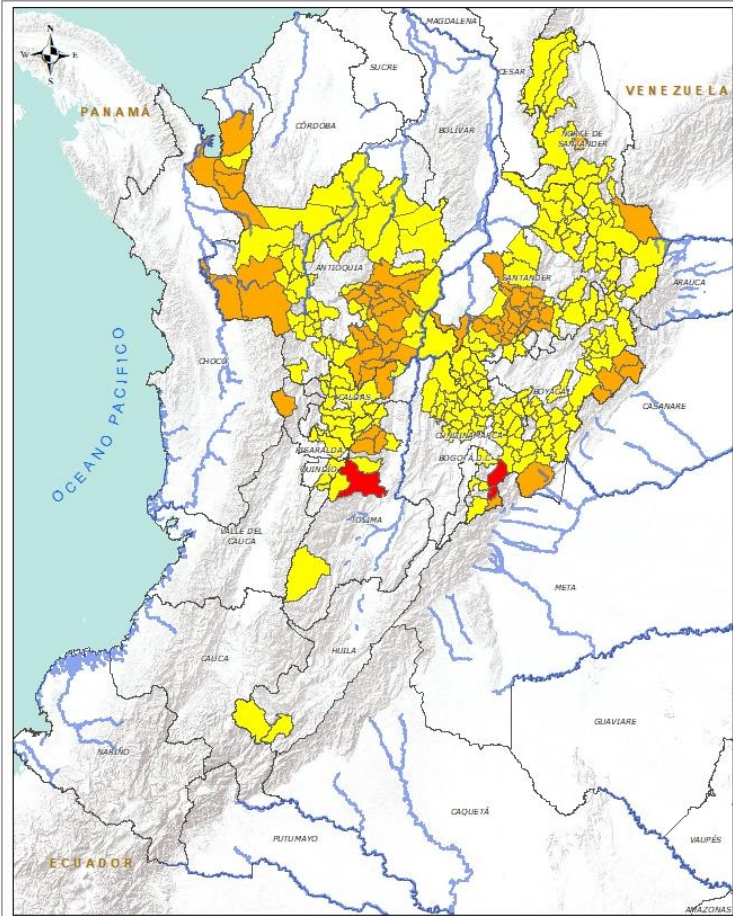 N
W E
S
MAGDALENA
SUCRE
CESAR
VENEZUELA
PANAMÁ
CÓRDOBA
BOLÍVAR
NORTE DE
SANTANDER
ANTIOQUIA
SANTANDER
ARAUCA
CHOCÓ
CALDAS
BOYACÁ
CASANARE
OCEANO PACIFICO
RISARALDA
CUNDINAMARCA
BOGOTÁ, D.C.
QUINDIO
TOLIMA
VALLE DEL
CAUCA
META
CAUCA
HUILA
GUAVIARE
NARIÑO
CAQUETÁ
PUTUMAYO
VAUPÉS
ECUADOR
AMAZONAS